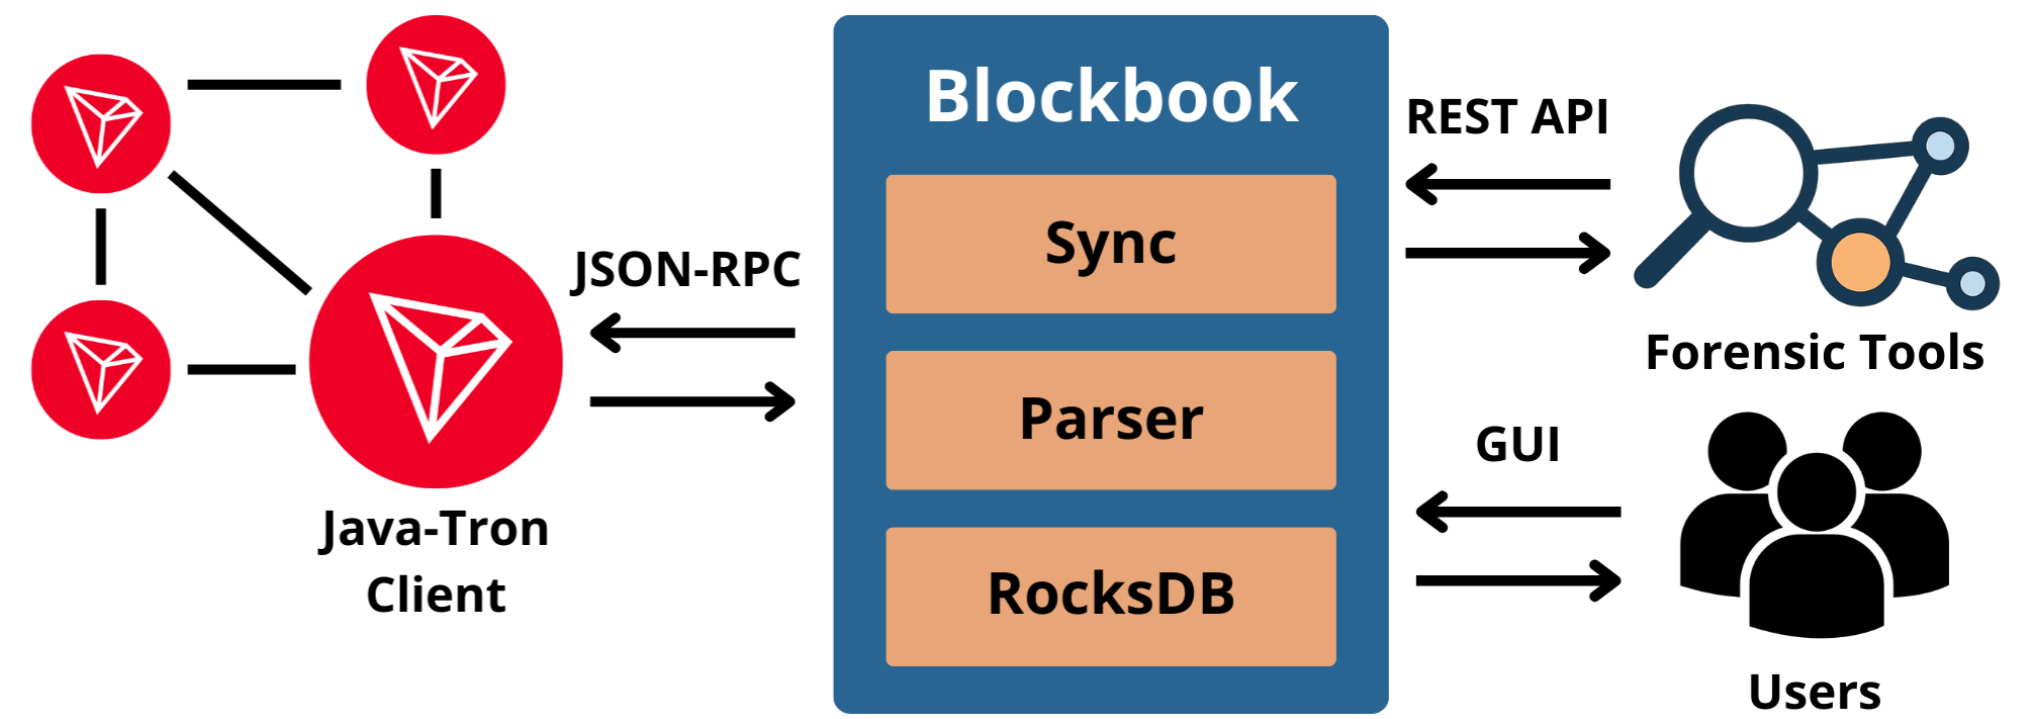 JSON-RPC
Java-Tron
Client
Blockbook
Sync
Parser
RocksDB
REST API
Forensic Tools
GUI
Users